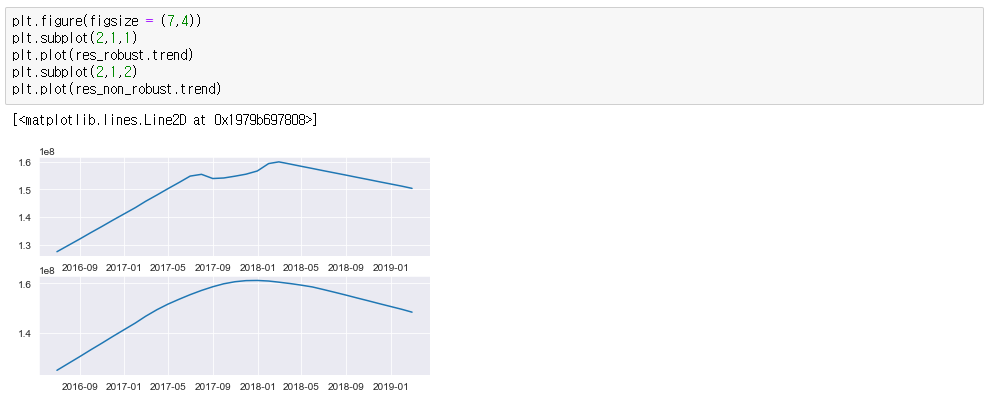 plt.figure(figsize = (7,4))
plt.subplot(2,1,1)
plt.plot(res_robust.trend)
plt.subplot(2,1,2)
plt.plot(res_non_robust.trend)
[<matplotlib.lines.Line2D at 0x1979b697808>]
1e8
1.6
1.5
1.4
1.3
2016-09 2017-01 2017-05 2017-09 2018-01 2018-05 2018-09 2019-01
1e8
1.6
1.4
2016-09 2017-01 2017-05 2017-09 2018-01 2018-05 2018-09 2019-01